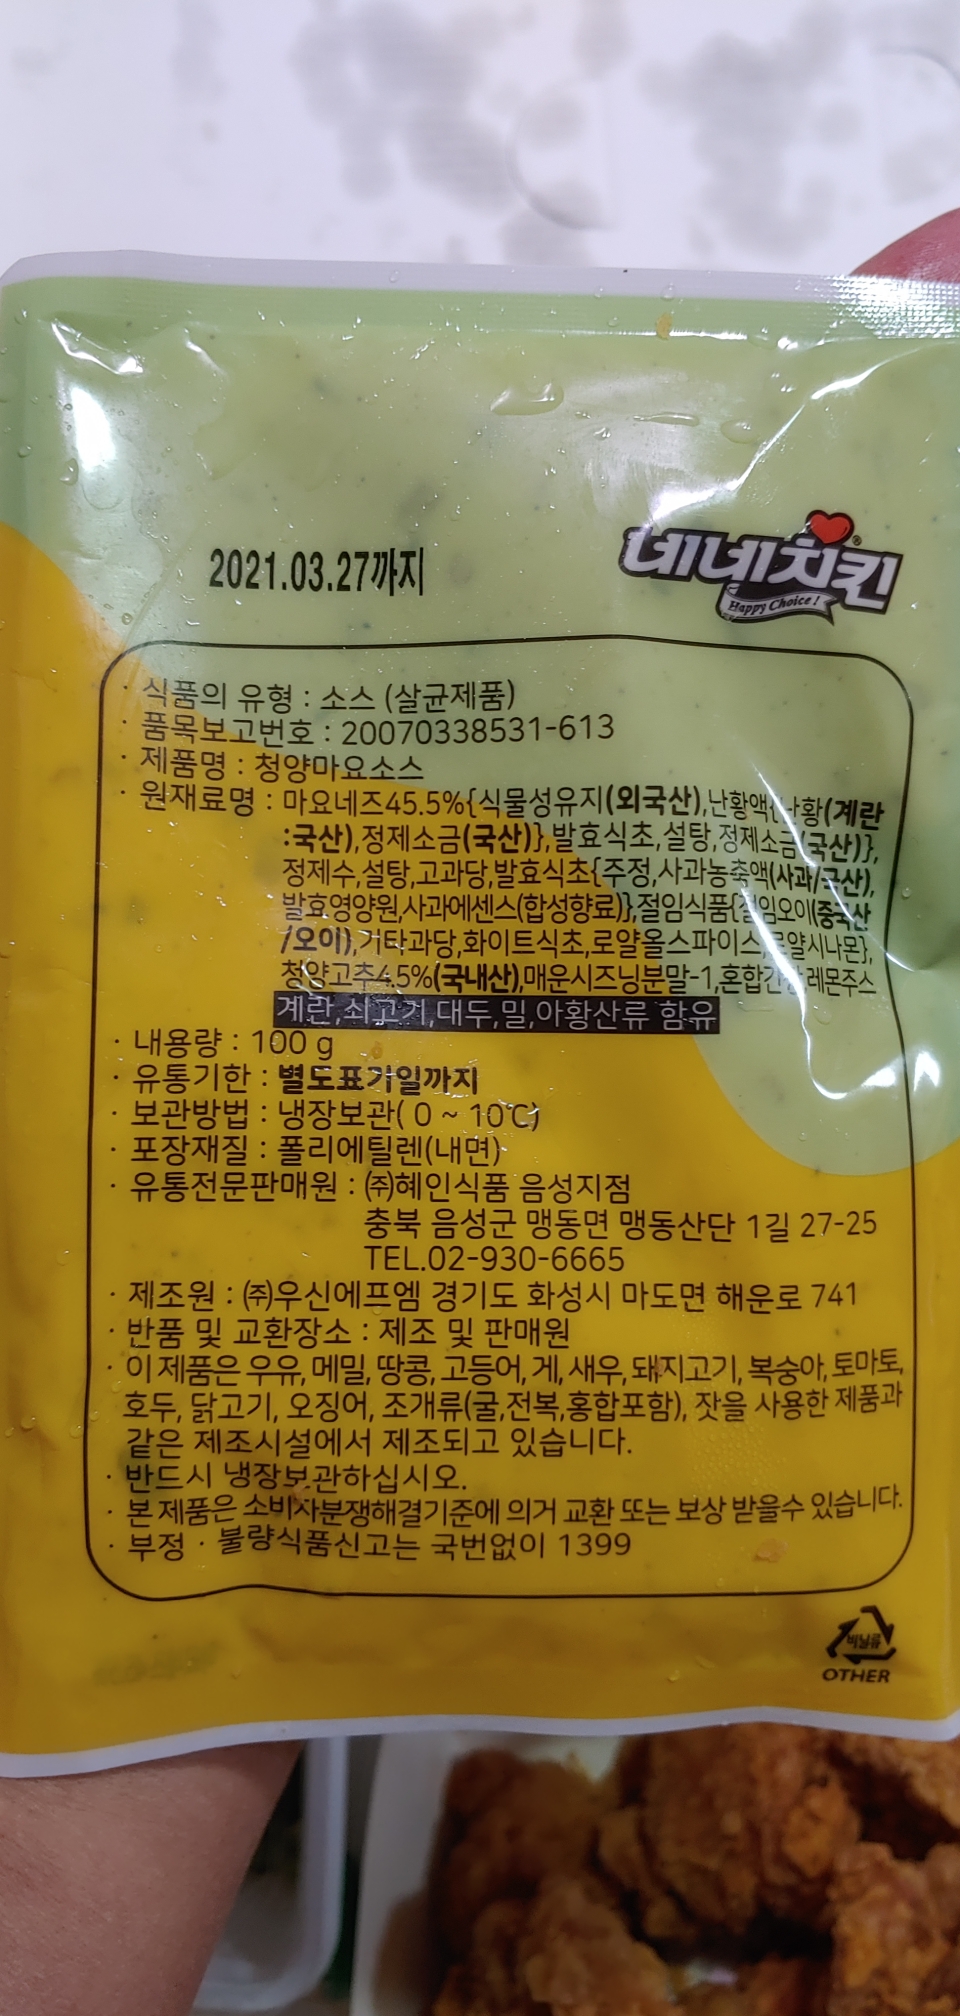 2021.03.27까지
네네치킨
®
Happy Choice!
· 식품의 유형 : 소스 (살균제품)
· 품목보고번호 : 20070338531-613
· 제품명 : 청양마요소스
· 원재료명 : 마요네즈45.5%{식물성유지(외국산),난황액{난황(계란
:국산),정제소금(국산)},발효식초,설탕,정제소금(국산)},
정제수,설탕,고과당,발효식초{주정,사과농축액(사과/국산),
발효영양원,사과에센스(합성향료)},절임식품{절임오이(중국산
/오이),기타과당,화이트식초,로얄올스파이스,로얄시나몬},
청양고추4.5%(국내산),매운시즈닝분말-1,혼합간장,레몬주스
계란,쇠고기,대두,밀,아황산류 함유
· 내용량 : 100 g
· 유통기한 : 별도표기일까지
· 보관방법 : 냉장보관( 0 ~ 10℃)
· 포장재질 : 폴리에틸렌(내면)
· 유통전문판매원 : ㈜혜인식품 음성지점
충북 음성군 맹동면 맹동산단 1길 27-25
TEL.02-930-6665
· 제조원 : ㈜우신에프엠 경기도 화성시 마도면 해운로 741
· 반품 및 교환장소 : 제조 및 판매원
· 이 제품은 우유, 메밀, 땅콩, 고등어, 게, 새우, 돼지고기, 복숭아, 토마토,
호두, 닭고기, 오징어, 조개류(굴,전복,홍합포함), 잣을 사용한 제품과
같은 제조시설에서 제조되고 있습니다.
· 반드시 냉장보관하십시오.
· 본 제품은 소비자분쟁해결기준에 의거 교환 또는 보상 받을수 있습니다.
· 부정 · 불량식품신고는 국번없이 1399
비닐류
OTHER